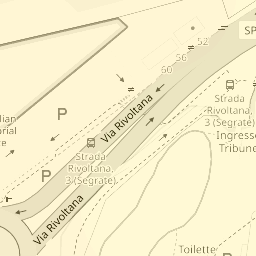 52
SP
56
60
P
Via Rivoltana
Strada
Rivoltana,
3 (Segrate)
Ingresso
Tribune
P
Strada
Rivoltana,
3 (Segrate)
P
Via Rivoltana
Toilette
P